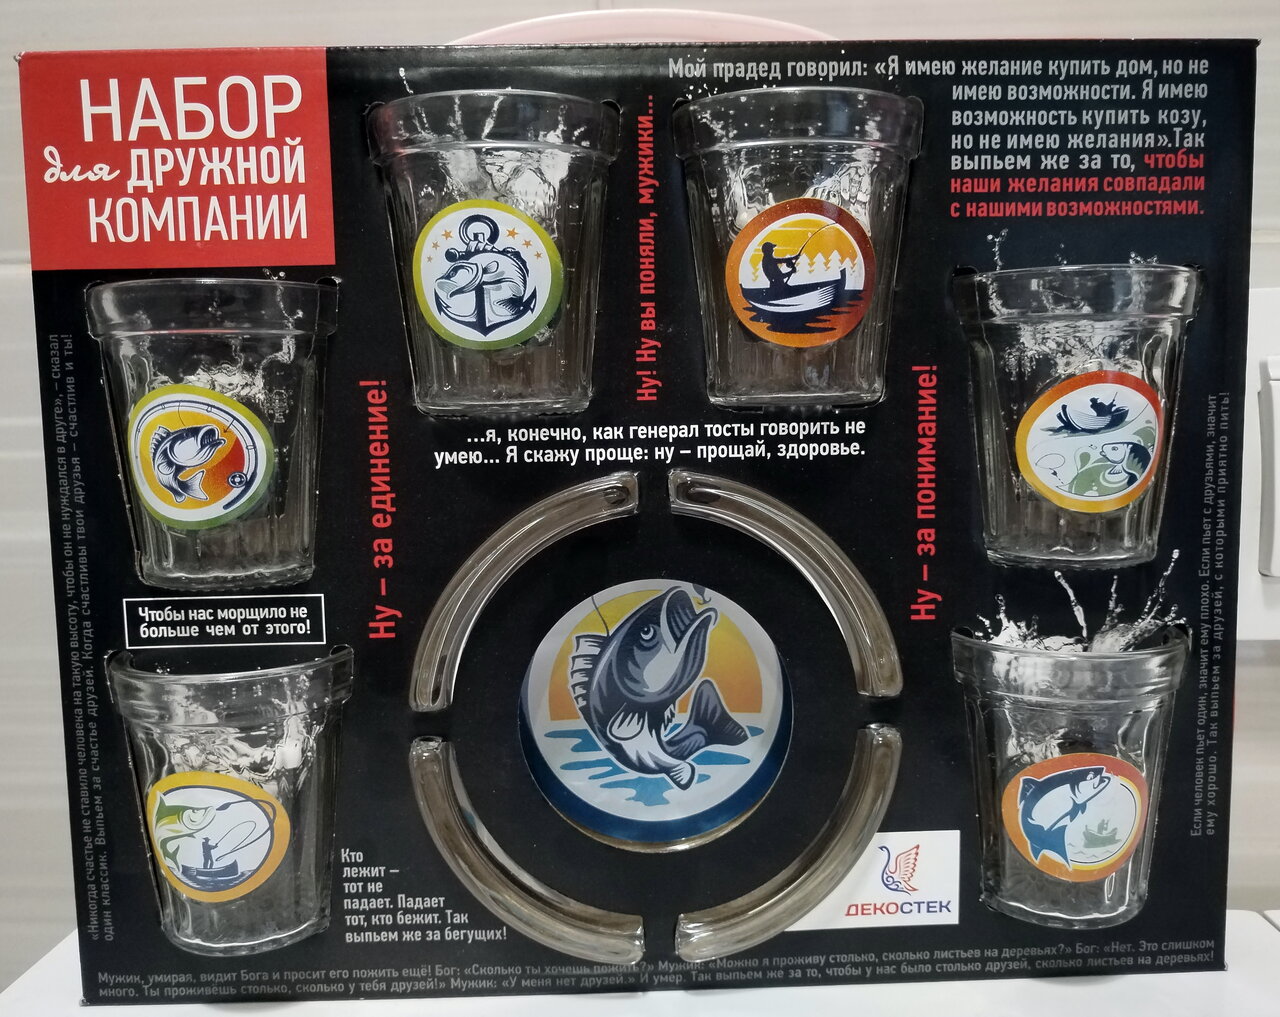 НАБОР
для ДРУЖНОЙ
КОМПАНИИ
Мой прадед говорил: «Я имею желание купить дом, но не
имею возможности. Я имею
возможность купить козу,
но не имею желания».Так
выпьем же за то, чтобы
наши желания совпадали
с нашими возможностями.
Ну! Ну вы поняли, мужики...
...я, конечно, как генерал тосты говорить не
умею... Я скажу проще: ну – прощай, здоровье.
Ну – за единение!
Ну – за понимание!
«Никогда счастье не ставило человека на такую высоту, чтобы он не нуждался в друге», – сказал
один классик. Выпьем за счастье друзей. Когда счастливы твои друзья – счастлив и ты!
Чтобы нас морщило не
больше чем от этого!
Если человек пьет один, значит ему плохо. Если пьет с друзьями, значит
ему хорошо. Так выпьем за друзей, с которыми приятно пить!
Кто
лежит –
тот не
падает. Падает
тот, кто бежит. Так
выпьем же за бегущих!
ДЕКОСТЕК
Мужик, умирая, видит Бога и просит его пожить ещё! Бог: «Сколько ты хочешь пожить?» Мужик: «Можно я проживу столько, сколько листьев на деревьях?» Бог: «Нет. Это слишком
много. Ты проживёшь столько, сколько у тебя друзей!» Мужик: «У меня нет друзей.» И умер. Так выпьем же за то, чтобы у нас было столько друзей, сколько листьев на деревьях!